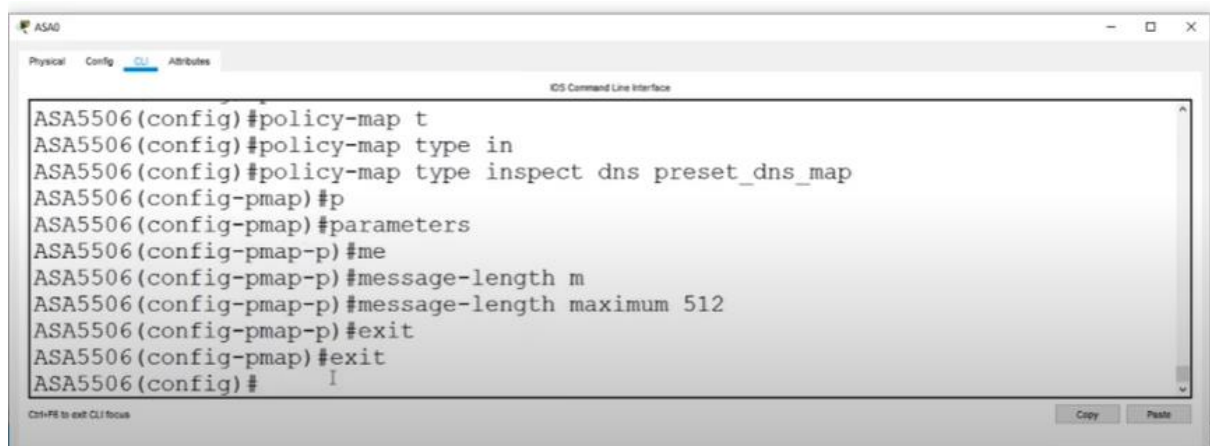 ASA0
Physical Config CLI Attributes
IOS Command Line Interface
ASA5506(config)#policy-map t
ASA5506(config)#policy-map type in
ASA5506(config)#policy-map type inspect dns preset_dns_map
ASA5506(config-pmap)#p
ASA5506(config-pmap)#parameters
ASA5506(config-pmap-p)#me
ASA5506(config-pmap-p)#message-length m
ASA5506(config-pmap-p)#message-length maximum 512
ASA5506(config-pmap-p)#exit
ASA5506(config-pmap)#exit
ASA5506(config)#
Ctrl+F6 to exit CLI focus
Copy Paste